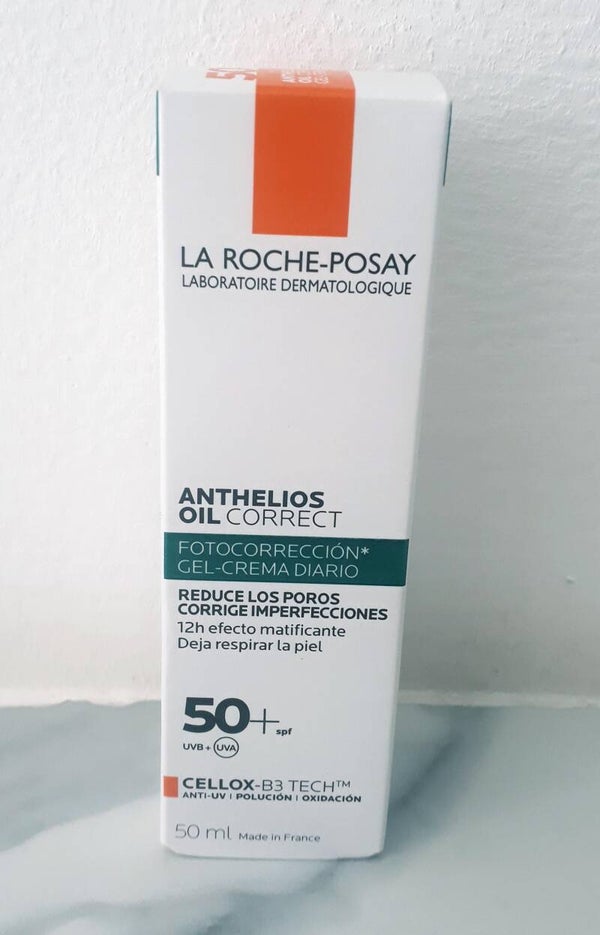 LA ROCHE-POSAY
LABORATOIRE DERMATOLOGIQUE
ANTHELIOS
OIL CORRECT
FOTOCORRECCIÓN*
GEL-CREMA DIARIO
REDUCE LOS POROS
CORRIGE IMPERFECCIONES
12h efecto matificante
Deja respirar la piel
50+ spf
UVB + UVA
CELLOX-B3 TECH™
ANTI-UV | POLUCIÓN | OXIDACIÓN
50 ml Made in France